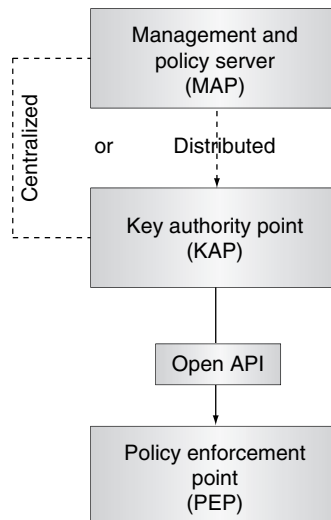 Management and
policy server
(MAP)
Centralized
or
Distributed
Key authority point
(KAP)
Open API
Policy enforcement
point
(PEP)